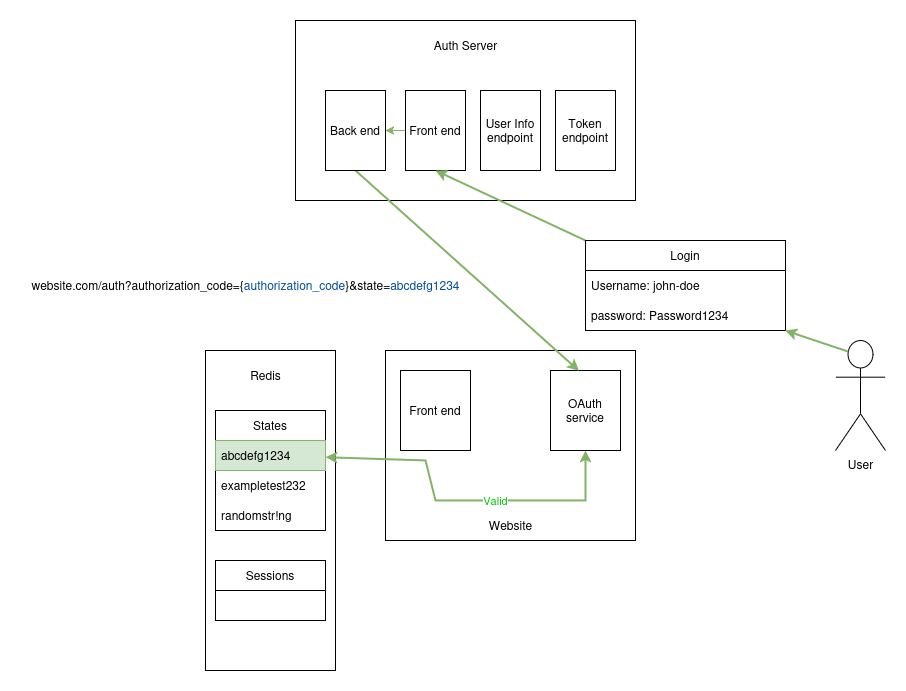 Auth Server
Back end
Front end
User Info
endpoint
Token
endpoint
Login
Username: john-doe
password: Password1234
website.com/auth?authorization_code={authorization_code}&state=abcdefg1234
User
Redis
States
abcdefg1234
exampletest232
randomstr!ng
Sessions
Front end
OAuth
service
Valid
Website